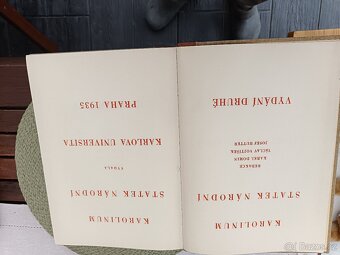 KAROLINUM
STATEK NÁRODNÍ
VYDALA
KARLOVA UNIVERSITA
PRAHA 1935
KAROLINUM
STATEK NÁRODNÍ
REDAKCE
KAREL DOMIN
VÁCLAV VOJTÍŠEK
JOSEF HUTTER
VYDÁNÍ DRUHÉ